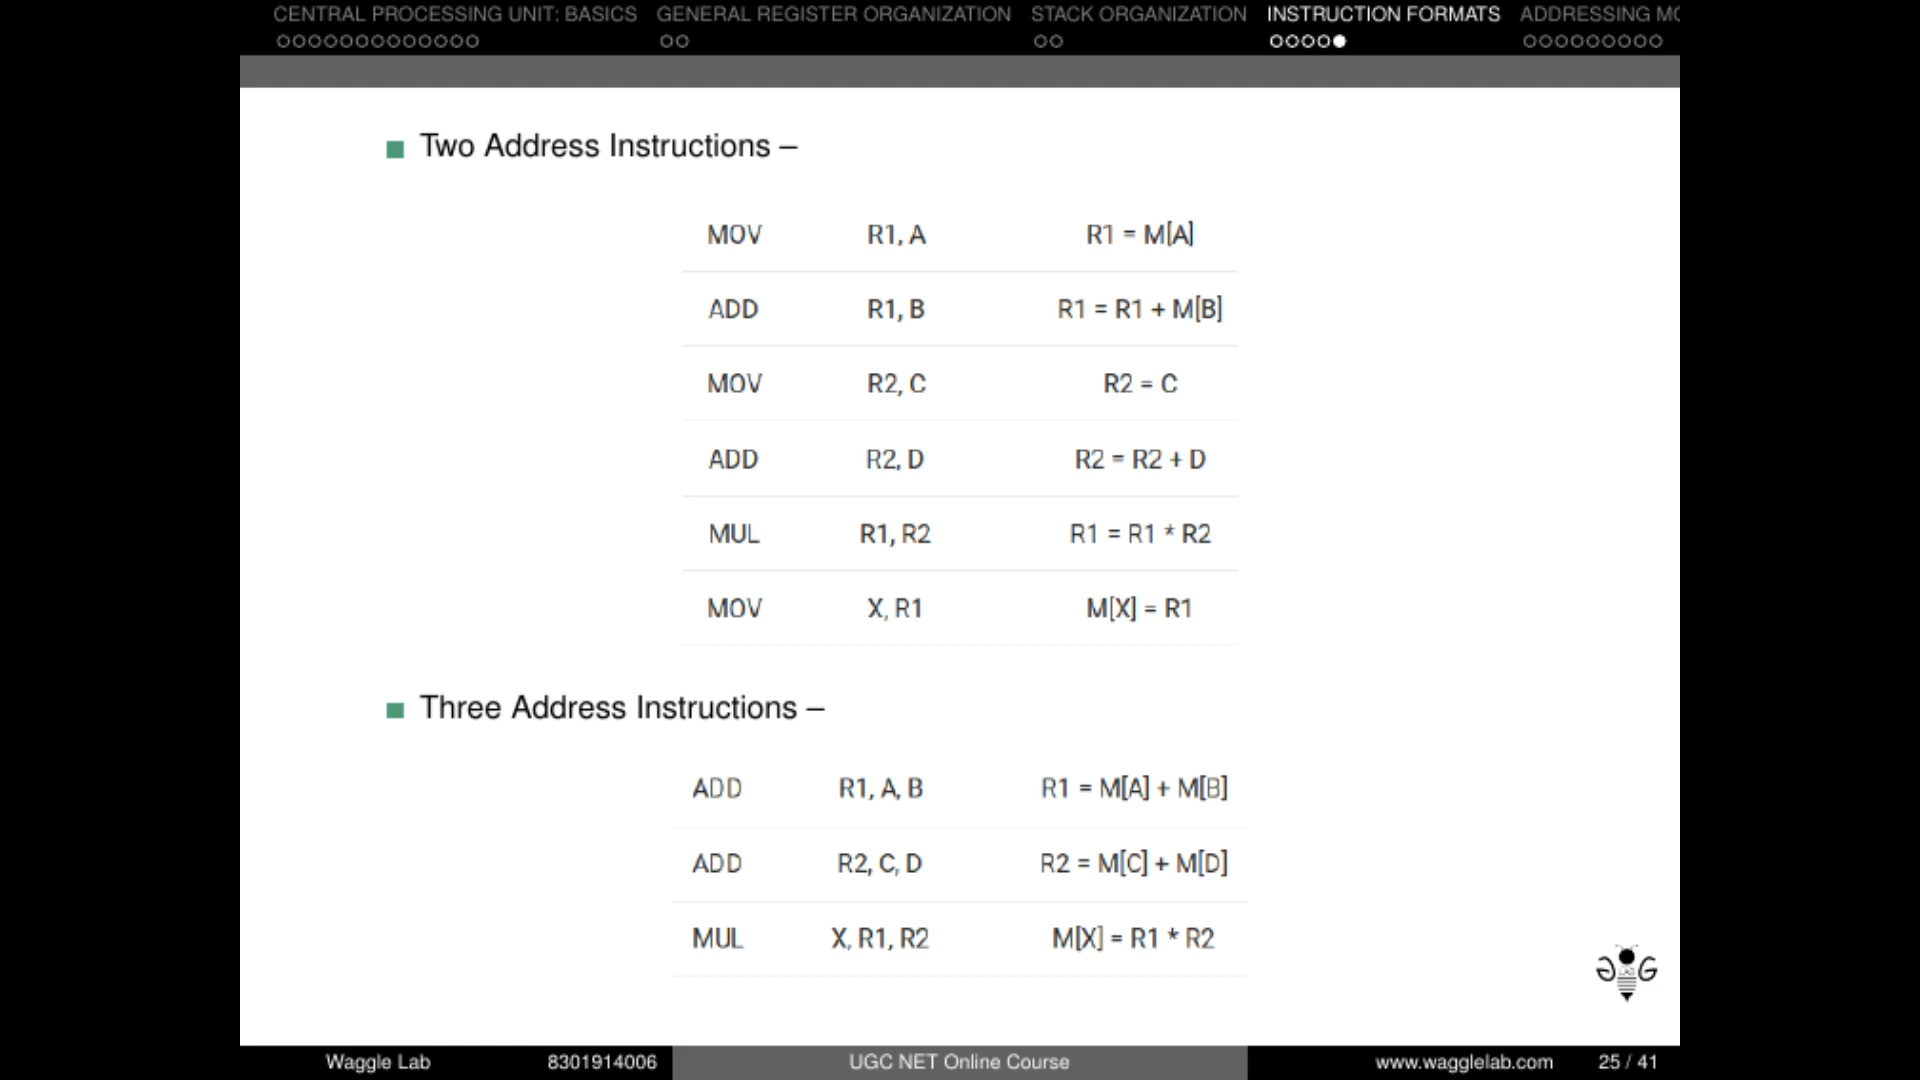 CENTRAL PROCESSING UNIT: BASICS GENERAL REGISTER ORGANIZATION STACK ORGANIZATION INSTRUCTION FORMATS ADDRESSING MO
Two Address Instructions –
MOV R1, A R1 = M[A]
ADD R1, B R1 = R1 + M[B]
MOV R2, C R2 = C
ADD R2, D R2 = R2 + D
MUL R1, R2 R1 = R1 * R2
MOV X, R1 M[X] = R1
Three Address Instructions –
ADD R1, A, B R1 = M[A] + M[B]
ADD R2, C, D R2 = M[C] + M[D]
MUL X, R1, R2 M[X] = R1 * R2
Waggle Lab 8301914006 UGC NET Online Course www.wagglelab.com 25 / 41